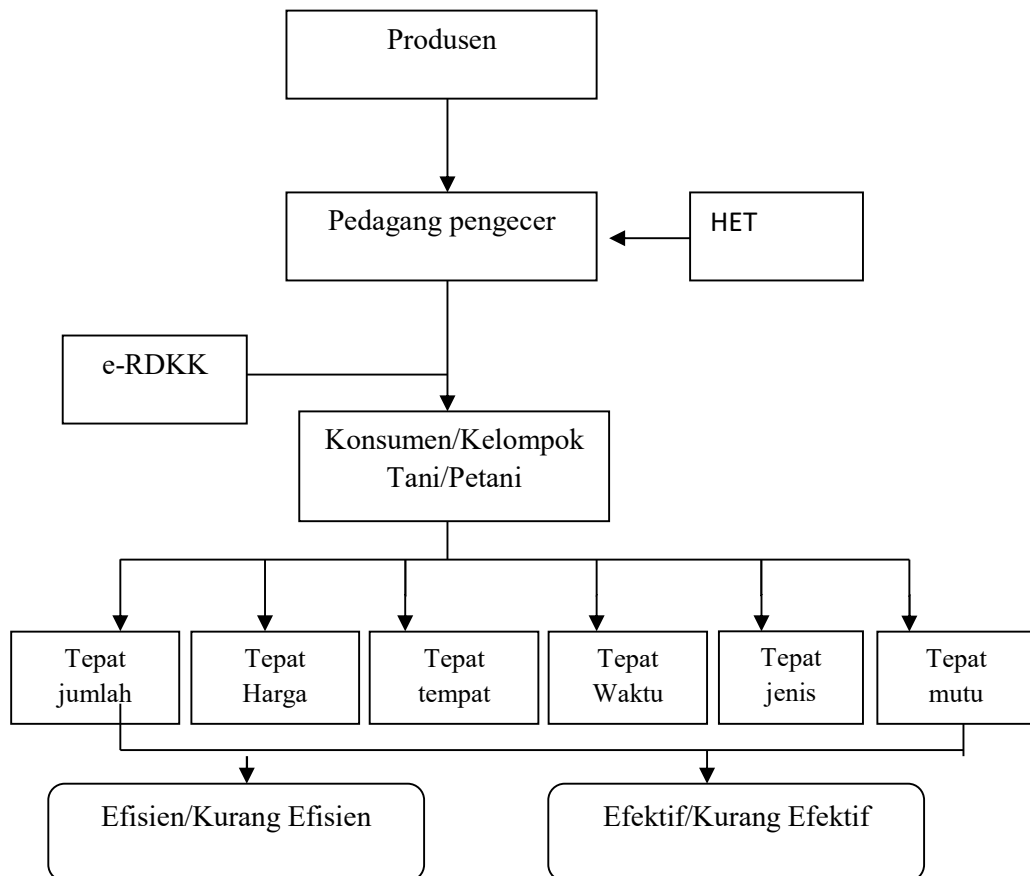 Produsen
Pedagang pengecer
HET
e-RDKK
Konsumen/Kelompok
Tani/Petani
Tepat
jumlah
Tepat
Harga
Tepat
tempat
Tepat
Waktu
Tepat
jenis
Tepat
mutu
Efisien/Kurang Efisien
Efektif/Kurang Efektif